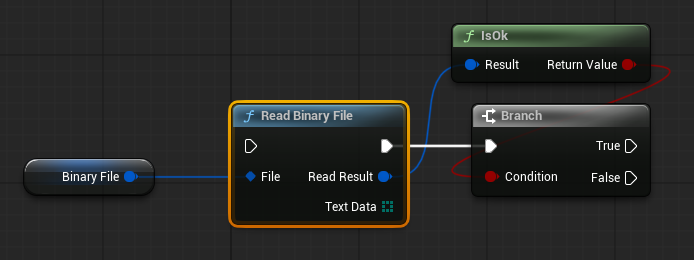 IsOk
Result Return Value
Read Binary File
Branch
True
Binary File
File Read Result
Condition False
Text Data